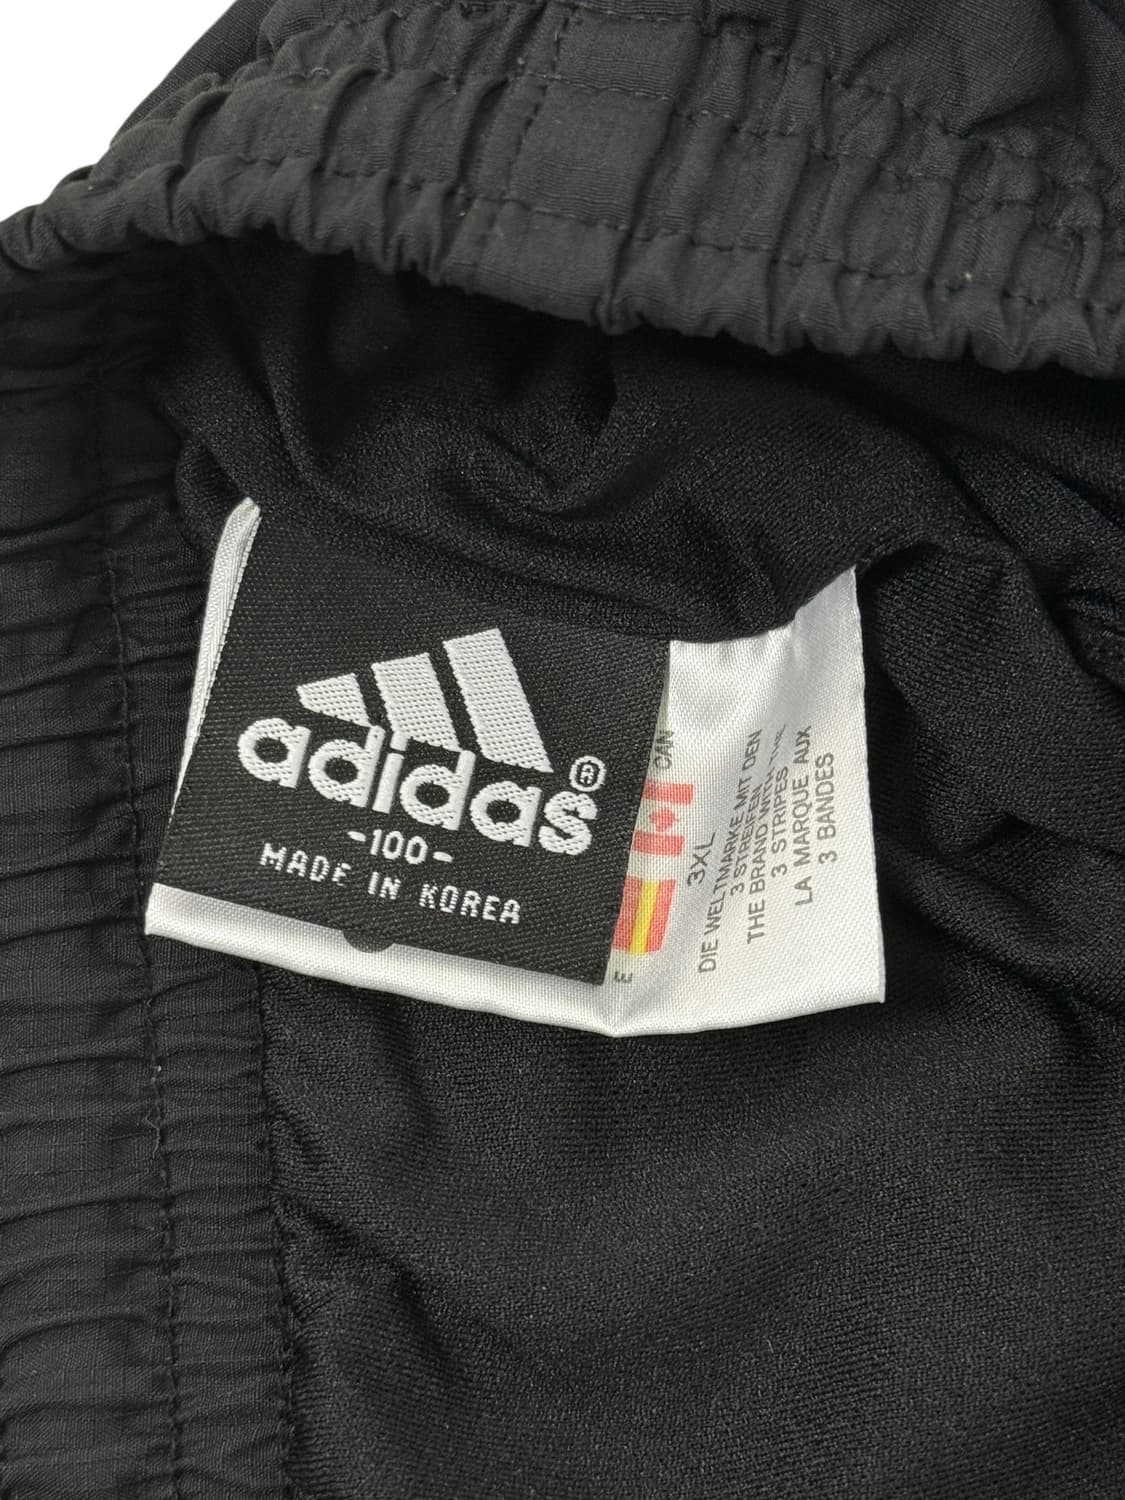 adidas®
-100-
MADE IN KOREA
CAN
E
3XL
DIE WELTMARKE MIT DEN
3 STREIFEN
THE BRAND WITH THE
3 STRIPES
LA MARQUE AUX
3 BANDES